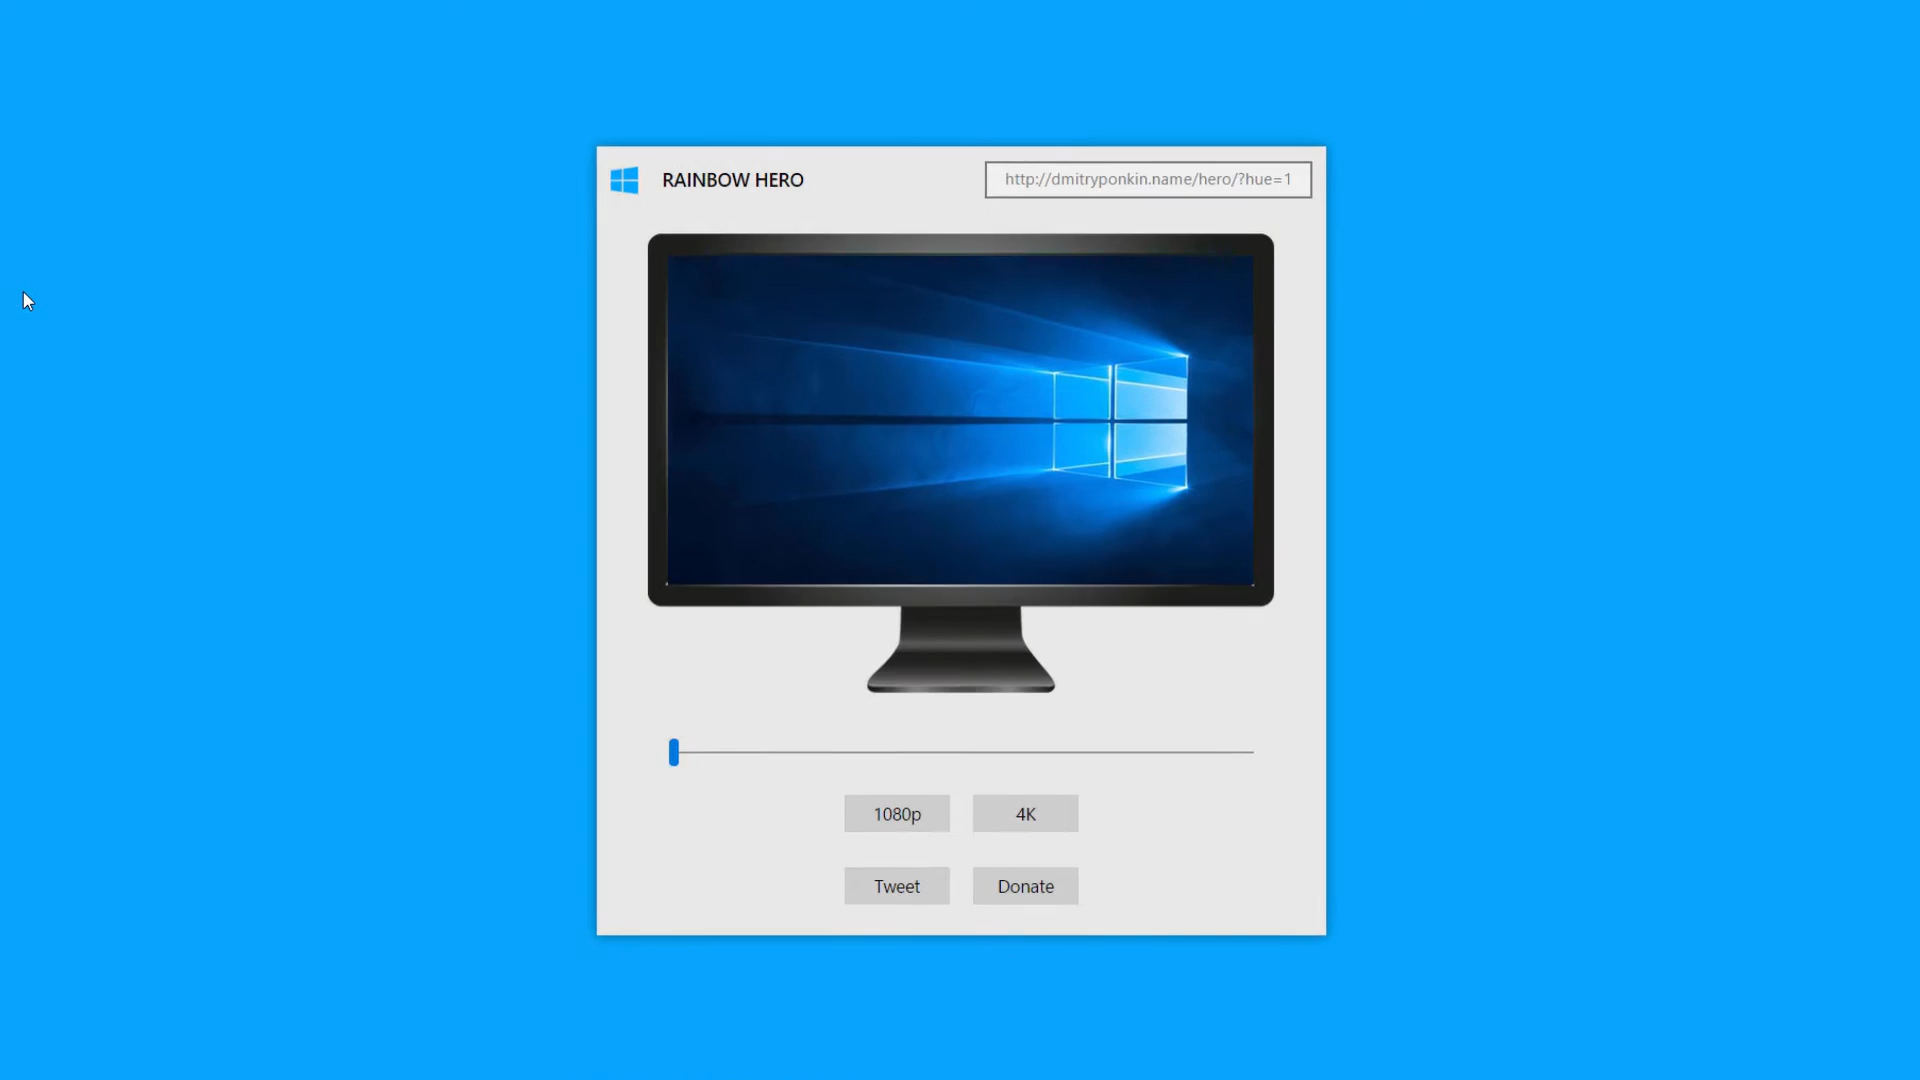 RAINBOW HERO
http://dmitryponkin.name/hero/?hue=1
1080p
4K
Tweet
Donate